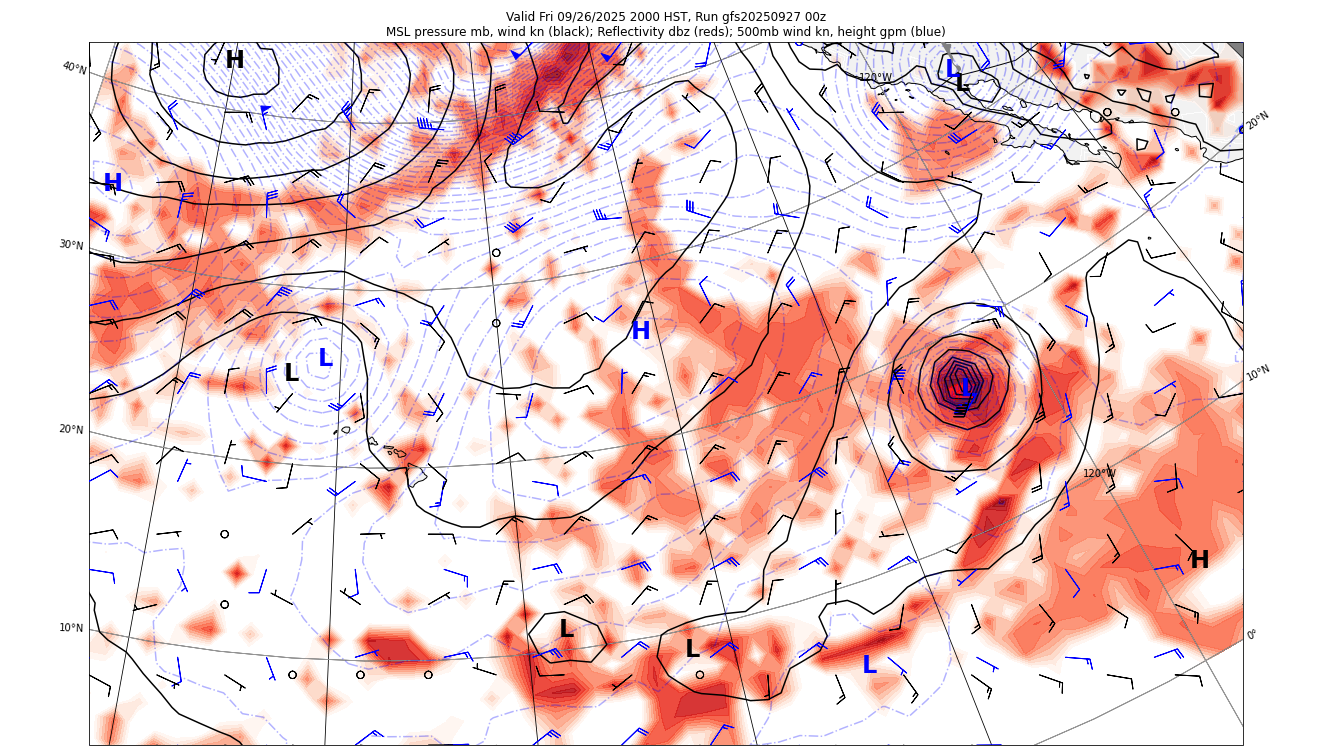 Valid Fri 09/26/2025 2000 HST, Run gfs20250927 00z
MSL pressure mb, wind kn (black); Reflectivity dbz (reds); 500mb wind kn, height gpm (blue)
H
L
L
40°N
120°W
20°N
H
30°N
H
L
L
L
10°N
20°N
120°W
H
10°N
L
L
L
0°